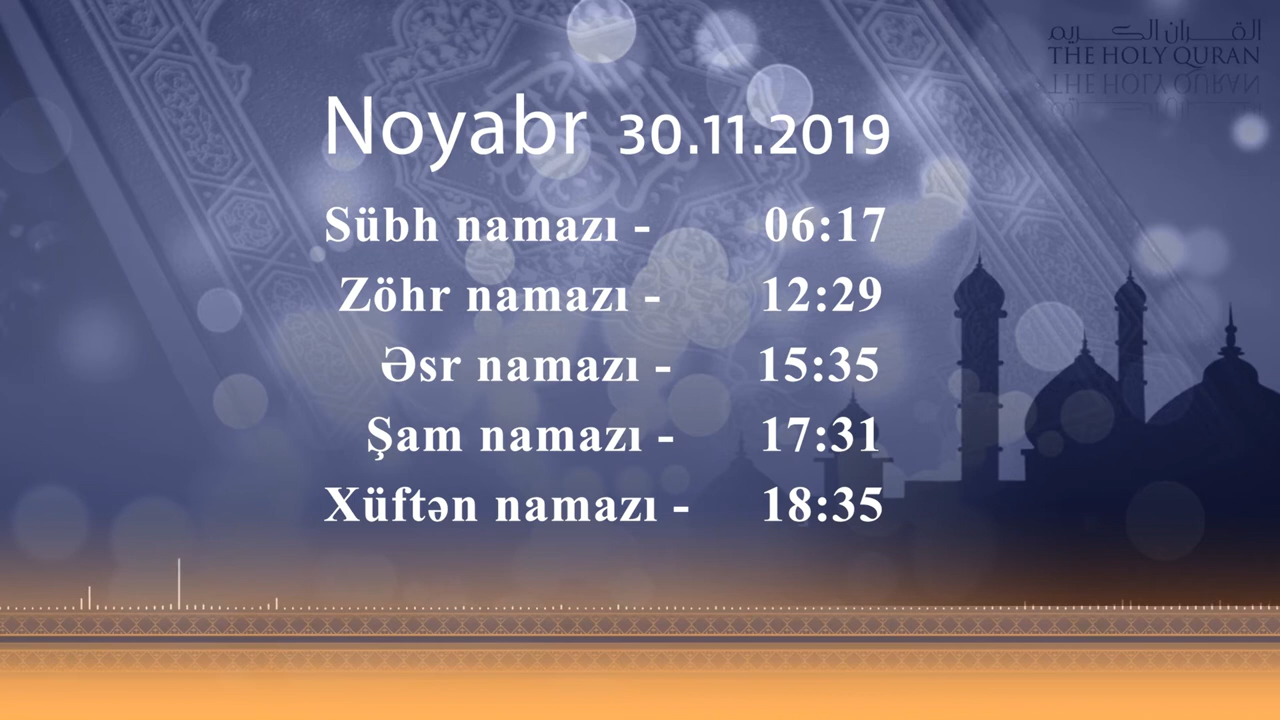 القرآن الكريم
THE HOLY QURAN
Noyabr 30.11.2019
Sübh namazı - 06:17
Zöhr namazı - 12:29
Əsr namazı - 15:35
Şam namazı - 17:31
Xüftən namazı - 18:35